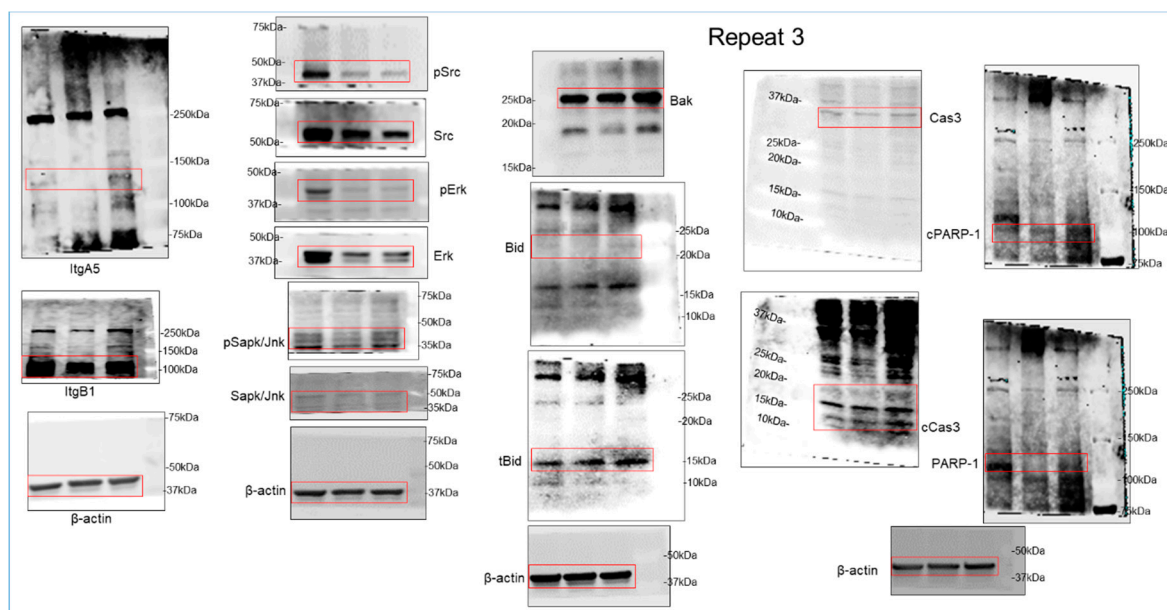 Repeat 3
250kDa
150kDa
100kDa
75kDa
ItgA5
-250kDa
150kDa
100kDa
ItgB1
-75kDa
-50kDa
-37kDa
β-actin
75kDa-
50kDa-
37kDa-
pSrc
75kDa-
50kDa-
Src
50kDa-
37kDa-
pErk
50kDa-
37kDa-
Erk
-75kDa
-50kDa
-35kDa
pSapk/Jnk
-75kDa
-50kDa
-35kDa
Sapk/Jnk
-75kDa
-50kDa
-37kDa
β-actin
25kDa-
20kDa-
15kDa-
Bak
Bid
-25kDa
-20kDa
-15kDa
-10kDa
tBid
-25kDa
-20kDa
-15kDa
-10kDa
β-actin
-50kDa
-37kDa
37kDa-
25kDa-
20kDa-
15kDa-
10kDa-
Cas3
37kDa-
25kDa-
20kDa-
15kDa-
10kDa-
cCas3
250kDa
150kDa
100kDa
75kDa
cPARP-1
50kDa
100kDa
75kDa
PARP-1
β-actin
-50kDa
-37kDa